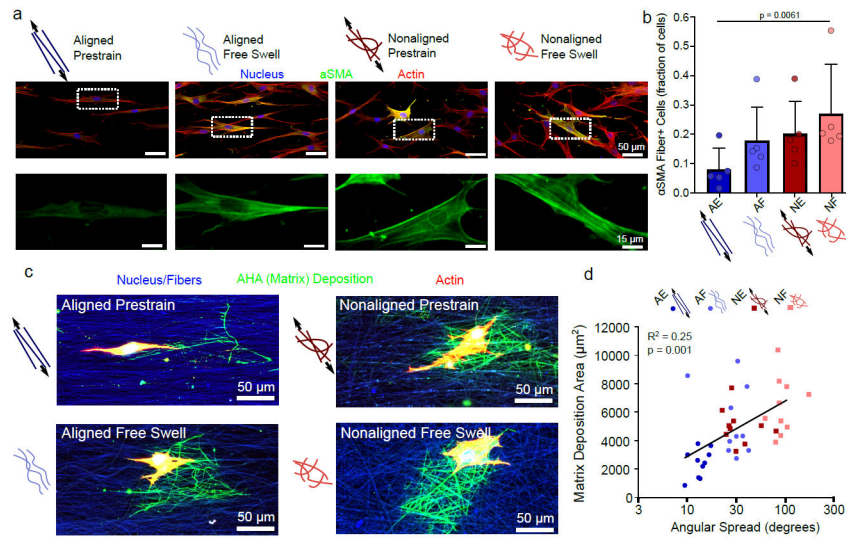 a
Aligned
Prestrain
Aligned
Free Swell
Nonaligned
Prestrain
Nonaligned
Free Swell
Nucleus aSMA Actin
50 µm
15 µm
b
p = 0.0061
αSMA Fiber+ Cells (fraction of cells)
0.6
0.5
0.4
0.3
0.2
0.1
0.0
AE AF NE NF
c
Nucleus/Fibers AHA (Matrix) Deposition Actin
Aligned Prestrain
50 µm
Nonaligned Prestrain
50 µm
Aligned Free Swell
50 µm
Nonaligned Free Swell
50 µm
d
AE AF NE NF
R² = 0.25
p = 0.001
Matrix Deposition Area (µm²)
12000
10000
8000
6000
4000
2000
0
3 10 30 100 300
Angular Spread (degrees)